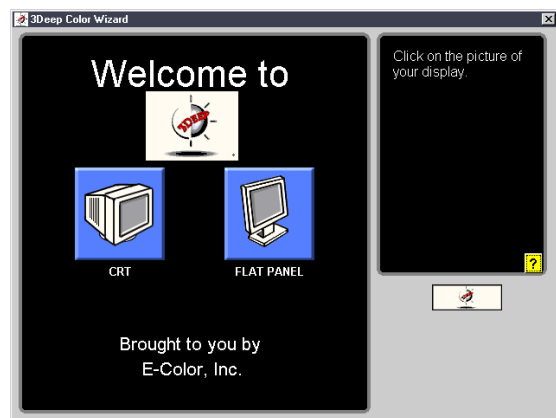 3Deep Color Wizard
Welcome to
3DEEP
CRT
FLAT PANEL
Brought to you by
E-Color, Inc.
Click on the picture of
your display.
?